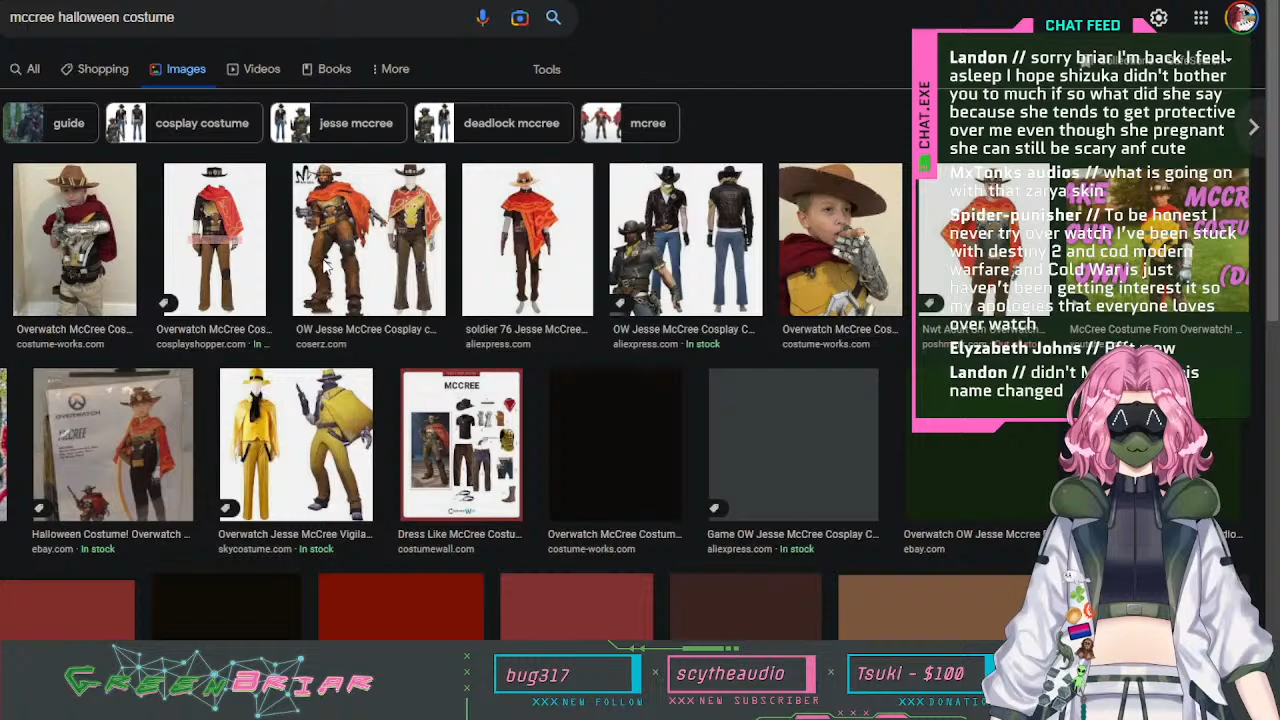 mccree halloween costume
All
Shopping
Images
Videos
Books
More
Tools
guide
cosplay costume
jesse mccree
deadlock mccree
mcree
Overwatch McCree Cos...
costume-works.com
Overwatch McCree Cos...
cosplayshopper.com · In ...
OW Jesse McCree Cosplay c...
coserz.com
soldier 76 Jesse McCree...
aliexpress.com
OW Jesse McCree Cosplay C...
aliexpress.com · In stock
Overwatch McCree Cos...
costume-works.com
McCree Costume From Overwatch! ...
OVERWATCH
MCCREE
Halloween Costume! Overwatch ...
ebay.com · In stock
Overwatch Jesse McCree Vigila...
skycostume.com · In stock
MCCREE
Dress Like McCree Costu...
costumewall.com
Overwatch McCree Costum...
costume-works.com
Game OW Jesse McCree Cosplay C...
aliexpress.com · In stock
Overwatch OW Jesse Mccree
ebay.com
CHAT FEED
CHAT.EXE
Landon // sorry briar I'm back I feel
asleep I hope shizuka didn't bother
you to much if so what did she say
because she tends to get protective
over me even though she pregnant
she can still be scary anf cute
MxTonks audios // what is going on
with that zarya skin
Spider-punisher // To be honest I
never try over watch I've been stuck
with destiny 2 and cod modern
warfare and Cold War is just
haven't been getting interest it so
my apologies that everyone loves
over watch
Elyzabeth Johns // Pfft
Landon // didn't
name changed
GreenBriar
bug317
XXX NEW FOLLOW
scytheaudio
XXX NEW SUBSCRIBER
Tsuki - $100
XXX DONATIO